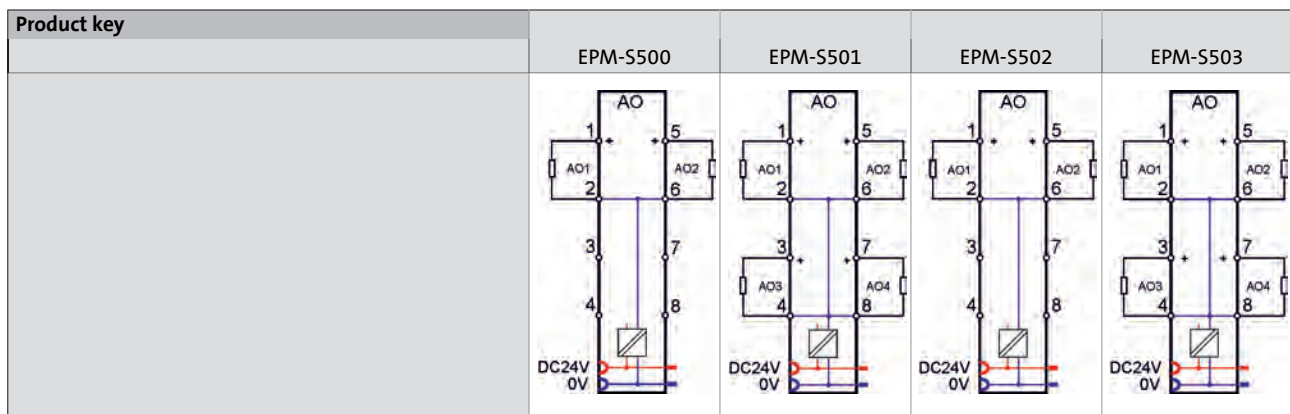 Product key
EPM-S500 EPM-S501 EPM-S502 EPM-S503
AO AO AO AO
1 5 1 5 1 5 1 5
+ + + + + + + +
AO1 AO2 AO1 AO2 AO1 AO2 AO1 AO2
2 6 2 6 2 6 2 6
3 7 3 7 3 7 3 7
+ + + +
AO3 AO4 AO3 AO4
4 8 4 8 4 8 4 8
DC24V DC24V DC24V DC24V
0V 0V 0V 0V